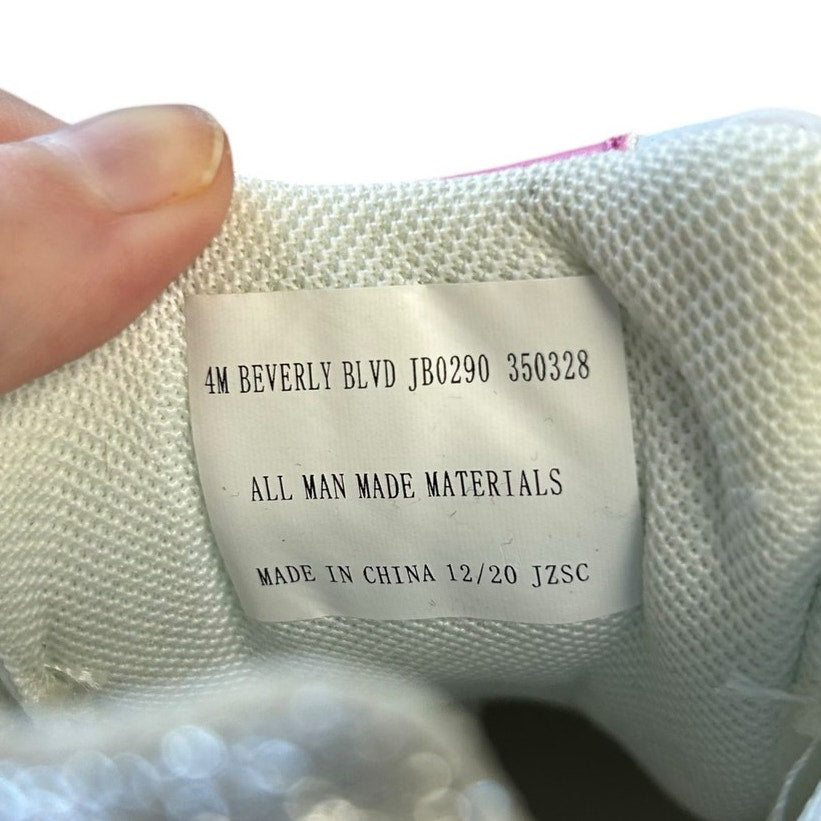 4M BEVERLY BLVD JB0290 350328
ALL MAN MADE MATERIALS
MADE IN CHINA 12/20 JZSC